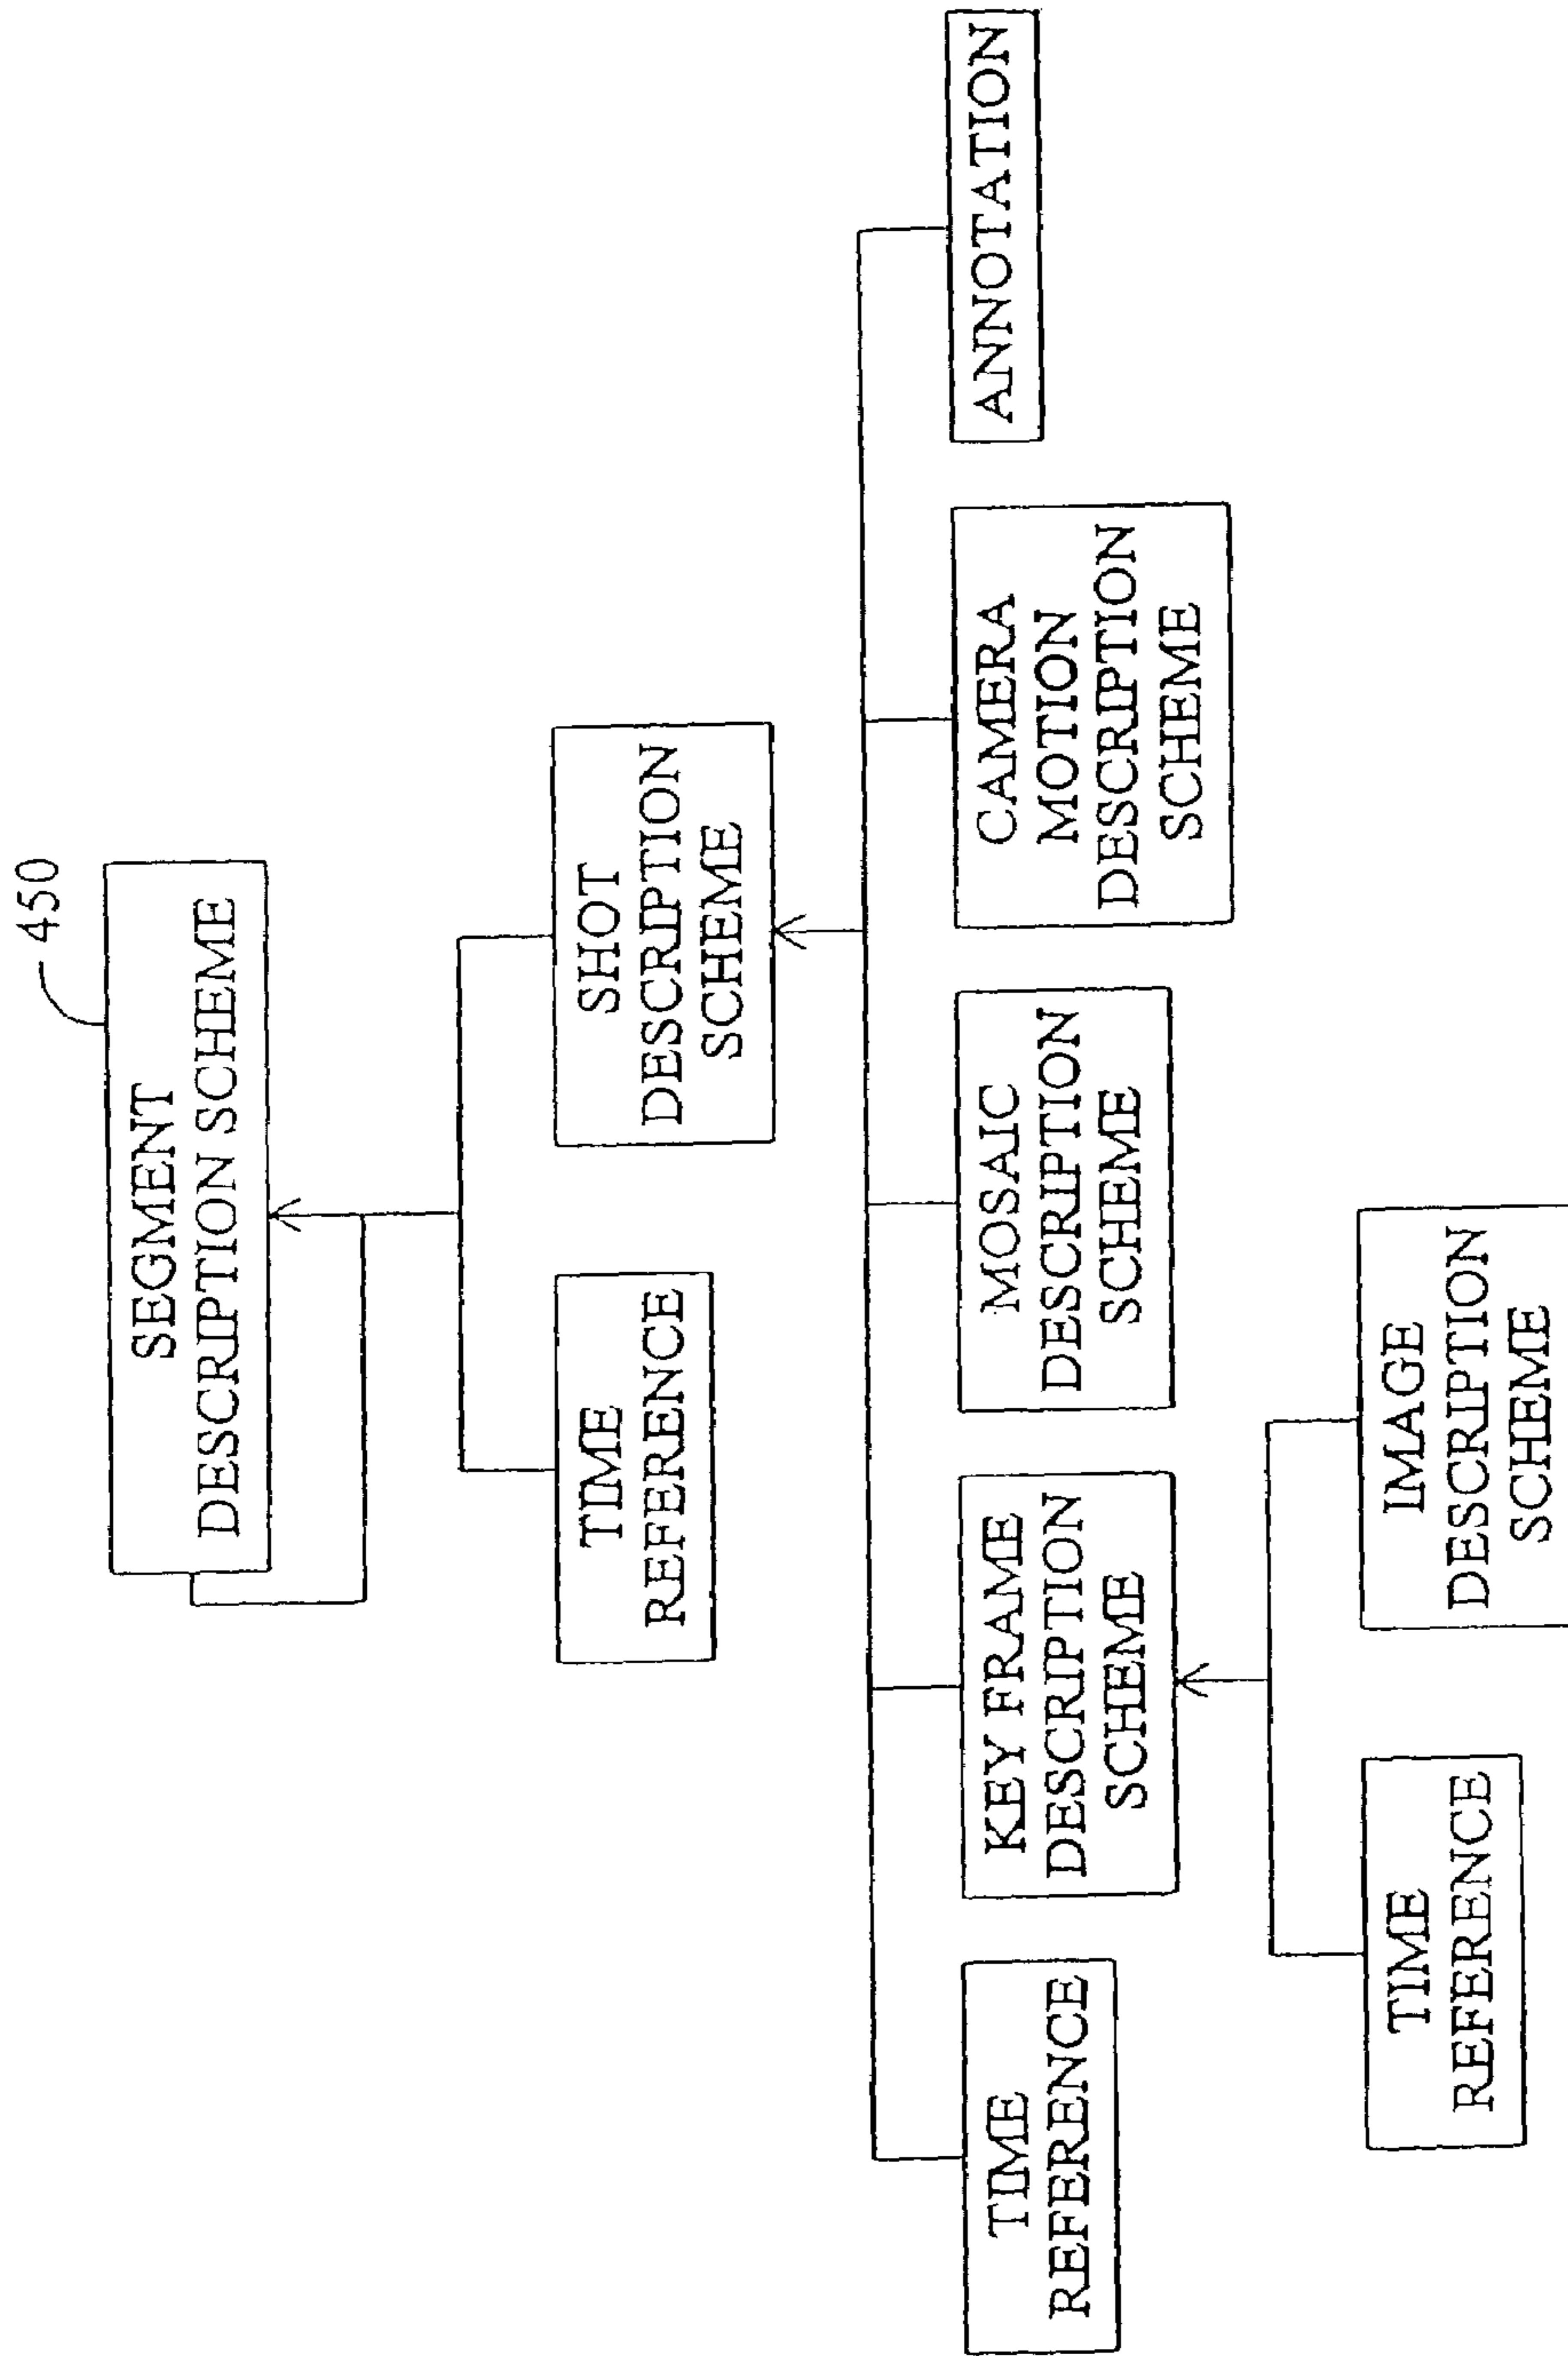 450
SEGMENT
DESCRIPTION SCHEME
TIME
REFERENCE
SHOT
DESCRIPTION
SCHEME
TIME
REFERENCE
KEY FRAME
DESCRIPTION
SCHEME
MOSAIC
DESCRIPTION
SCHEME
CAMERA
MOTION
DESCRIPTION
SCHEME
ANNOTATION
TIME
REFERENCE
IMAGE
DESCRIPTION
SCHEME